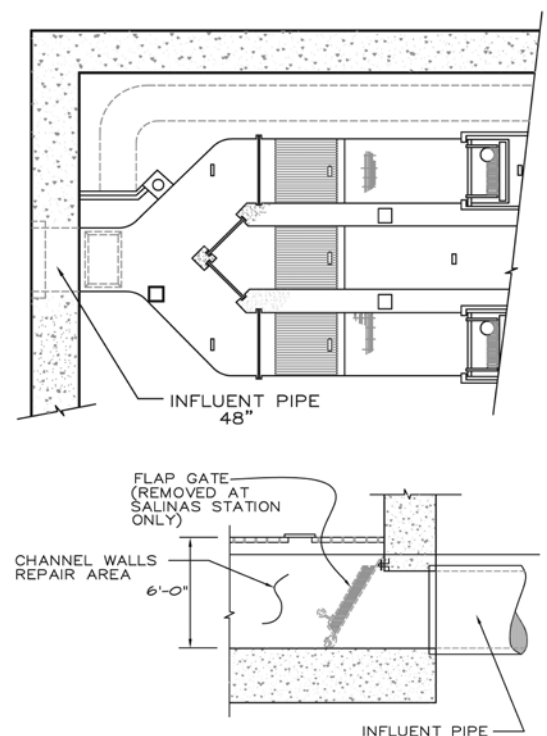 INFLUENT PIPE
48"
FLAP GATE
(REMOVED AT
SALINAS STATION
ONLY)
CHANNEL WALLS
REPAIR AREA
6'-0"
INFLUENT PIPE